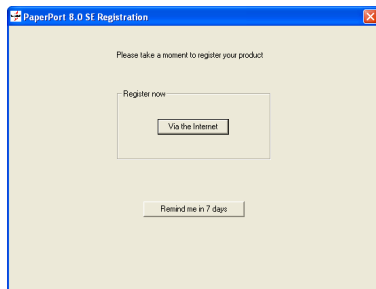 PaperPort 8.0 SE Registration
Please take a moment to register your product
Register now
Via the Internet
Remind me in 7 days